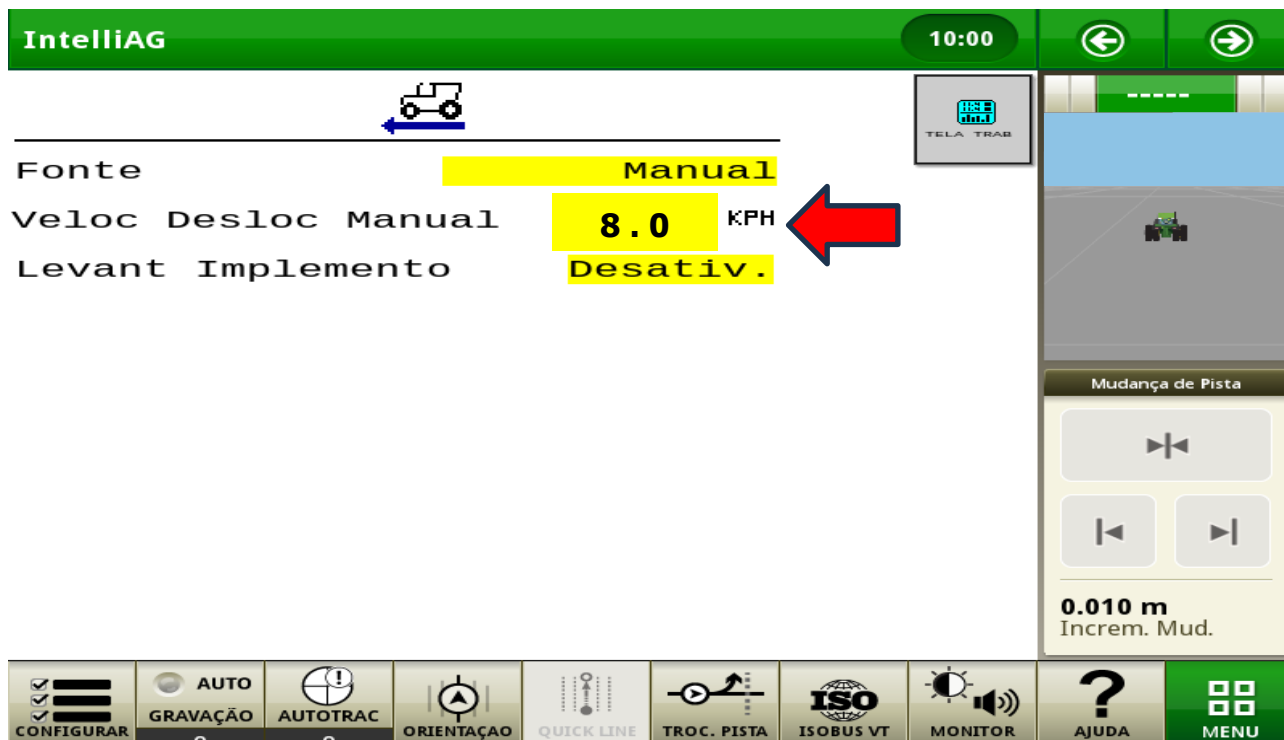 IntelliAG
10:00
-----
TELA TRAB
Fonte Manual
Veloc Desloc Manual 8.0 KPH
Levant Implemento Desativ.
Mudança de Pista
0.010 m
Increm. Mud.
CONFIGURAR
AUTO
GRAVAÇÃO
AUTOTRAC
ORIENTAÇAO
QUICK LINE
TROC. PISTA
ISO
ISOBUS VT
MONITOR
?
AJUDA
MENU